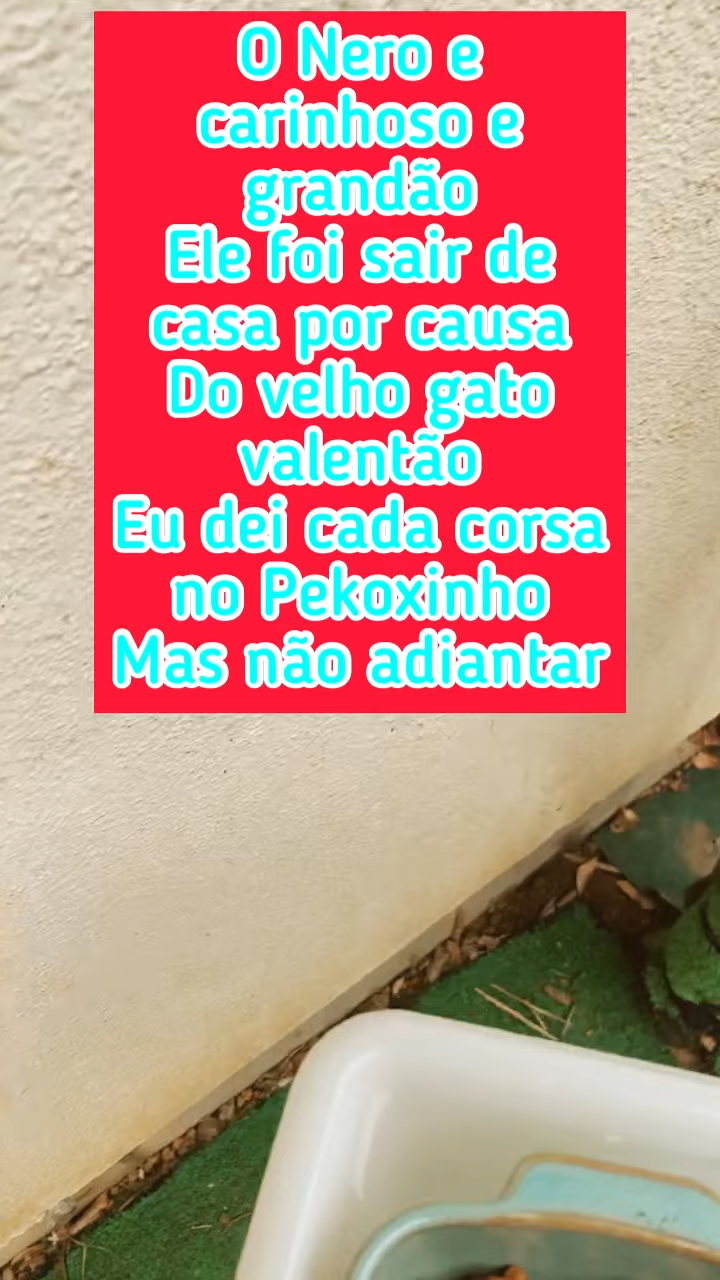 O Nero e
carinhoso e
grandão
Ele foi sair de
casa por causa
Do velho gato
valentão
Eu dei cada corsa
no Pekoxinho
Mas não adiantar